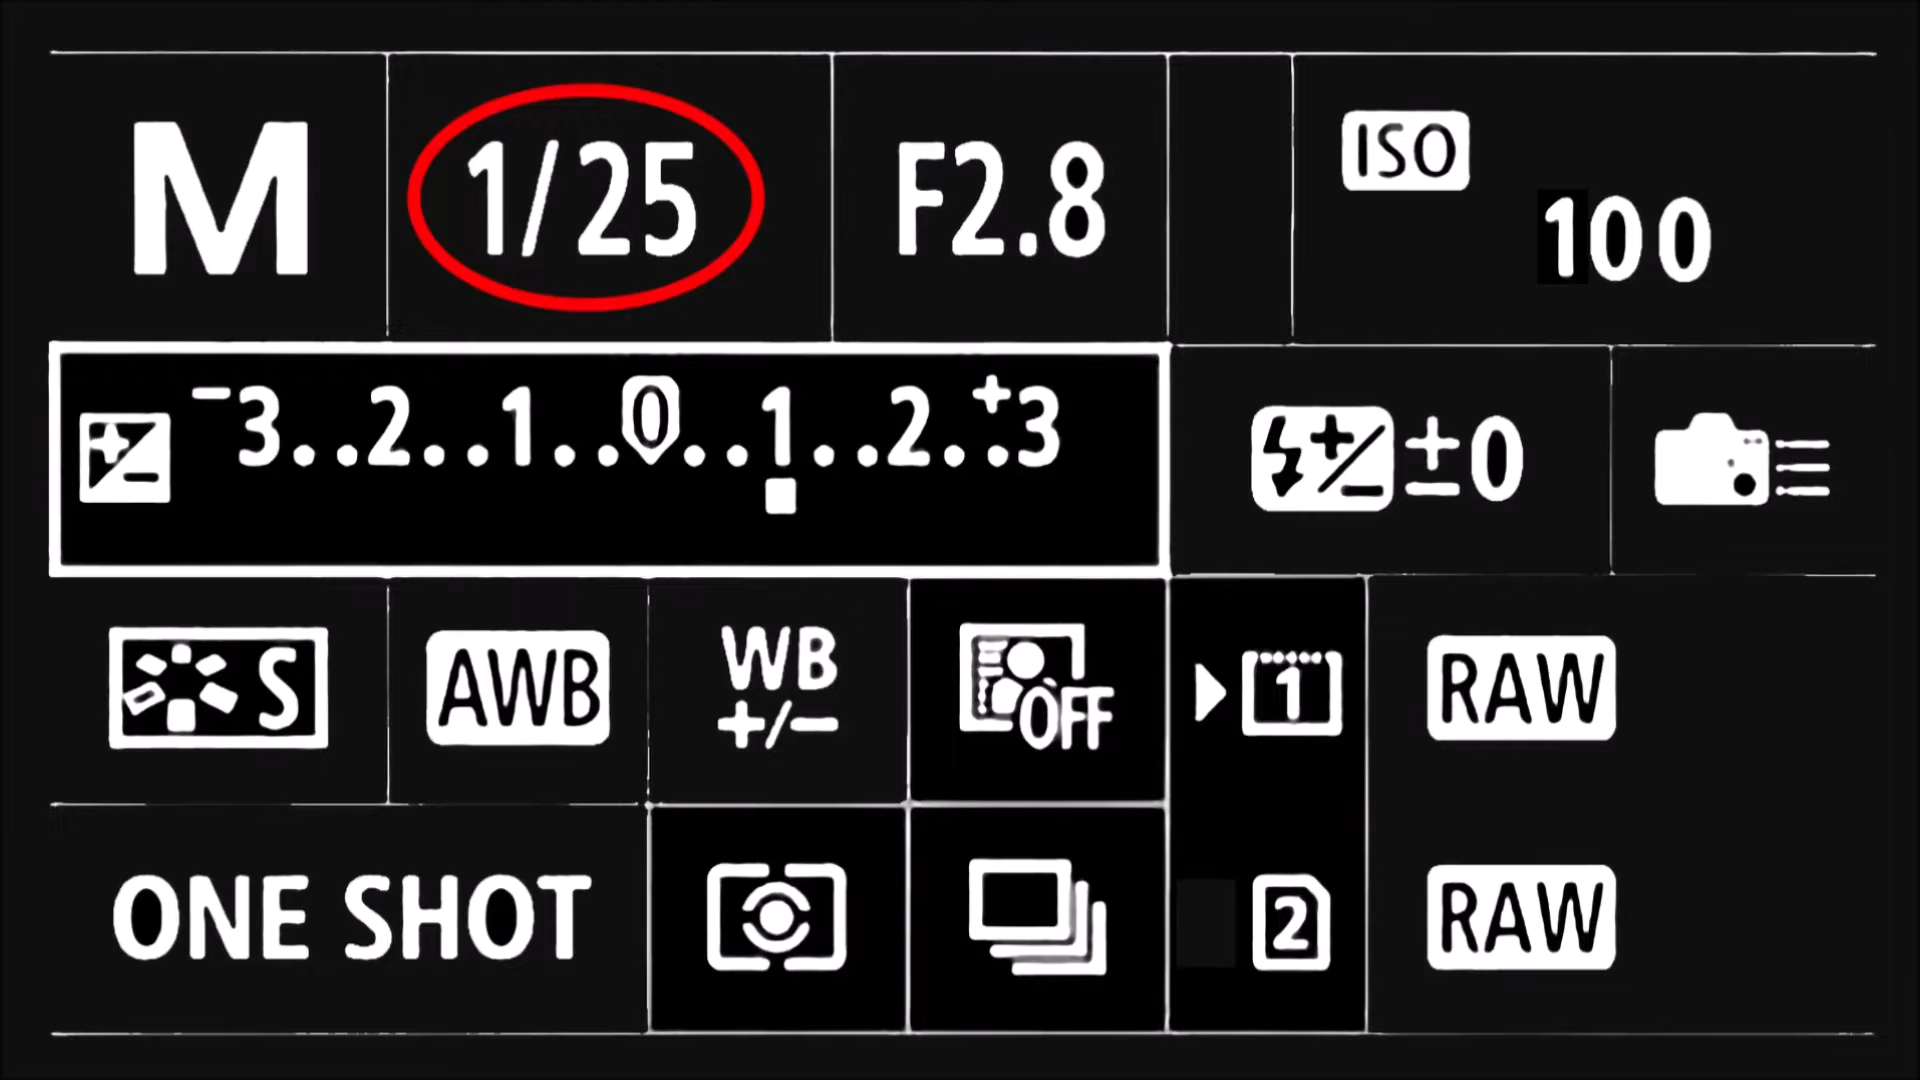 M 1/25 F2.8 ISO 100
-3..2..1..0..1..2..+3 ±0
S AWB WB +/- OFF 1 RAW
ONE SHOT 2 RAW